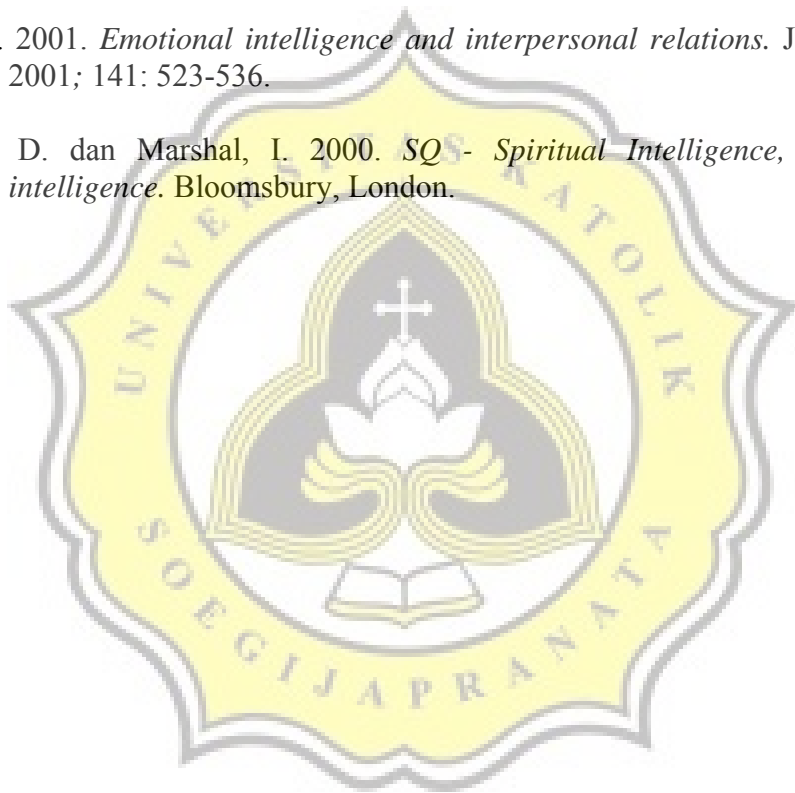 . 2001. Emotional intelligence and interpersonal relations. J
2001; 141: 523-536.
D. dan Marshal, I. 2000. SQ - Spiritual Intelligence,
intelligence. Bloomsbury, London.
UNIVERSITAS KATOLIK
SOEGIJAPRANATA